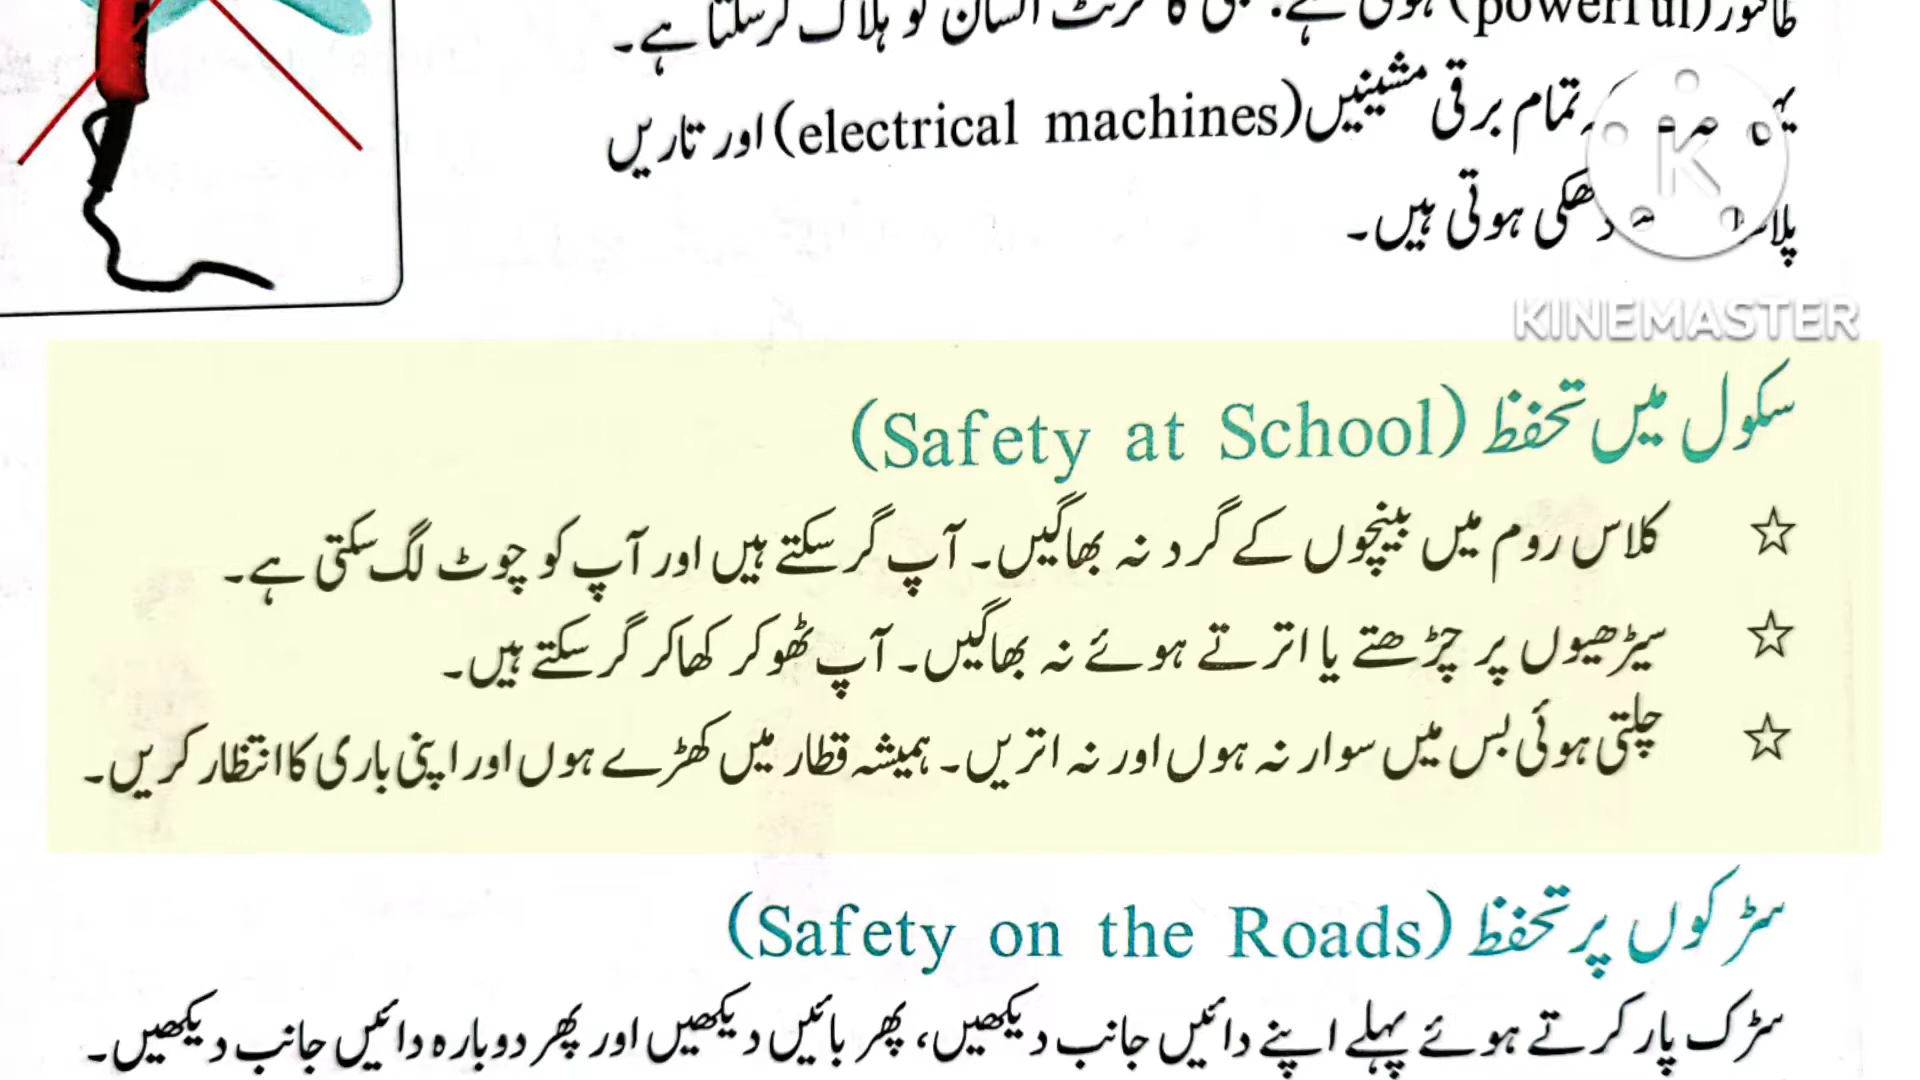 طاقتور (powerful) ہوتی ہے۔ کا کرنٹ انسان کو ہلاک کرسکتا ہے۔
تمام برقی مشینیں (electrical machines) اور تاریں
ڈھکی ہوتی ہیں۔
KINEMASTER
سکول میں تحفظ (Safety at School)
☆ کلاس روم میں بینچوں کے گرد نہ بھاگیں۔ آپ گر سکتے ہیں اور آپ کو چوٹ لگ سکتی ہے۔
☆ سیڑھیوں پر چڑھتے یا اترتے ہوئے نہ بھاگیں۔ آپ ٹھوکر کھا کر گر سکتے ہیں۔
☆ چلتی ہوئی بس میں سوار نہ ہوں اور نہ اتریں۔ ہمیشہ قطار میں کھڑے ہوں اور اپنی باری کا انتظار کریں۔
سڑکوں پر تحفظ (Safety on the Roads)
سڑک پار کرتے ہوئے پہلے اپنے دائیں جانب دیکھیں، پھر بائیں دیکھیں اور پھر دوبارہ دائیں جانب دیکھیں۔